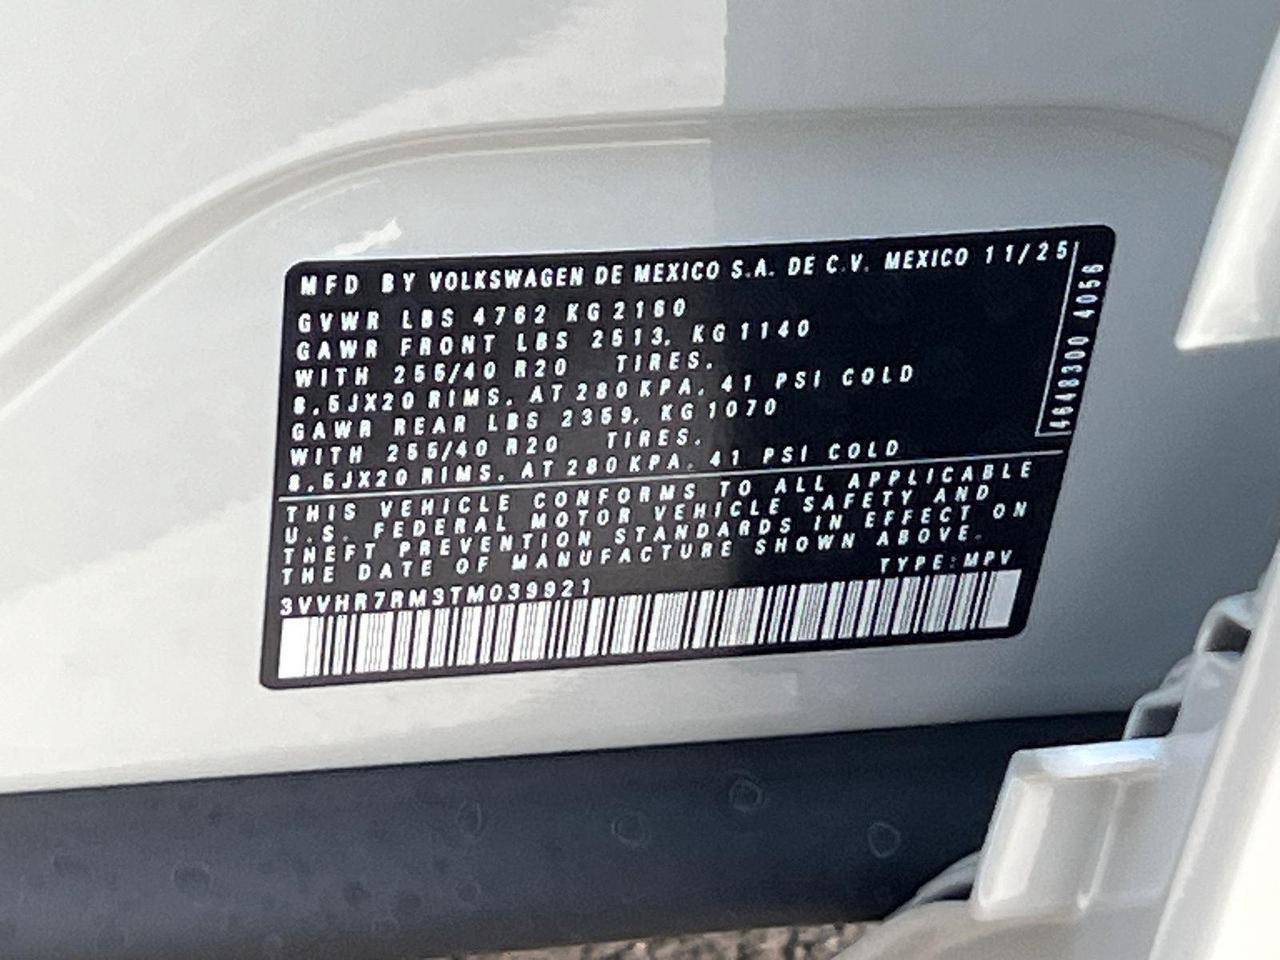 MFD BY VOLKSWAGEN DE MEXICO S.A. DE C.V. MEXICO 11/25
GVWR LBS 4762 KG 2160
GAWR FRONT LBS 2513, KG 1140
WITH 255/40 R20 TIRES,
8.5JX20 RIMS, AT 280 KPA, 41 PSI COLD
GAWR REAR LBS 2359, KG 1070
WITH 255/40 R20 TIRES,
8.5JX20 RIMS, AT 280 KPA, 41 PSI COLD
THIS VEHICLE CONFORMS TO ALL APPLICABLE
U.S. FEDERAL MOTOR VEHICLE SAFETY AND
THEFT PREVENTION STANDARDS IN EFFECT ON
THE DATE OF MANUFACTURE SHOWN ABOVE.
TYPE:MPV
3VVHR7RM3TM039921
4648300 4056